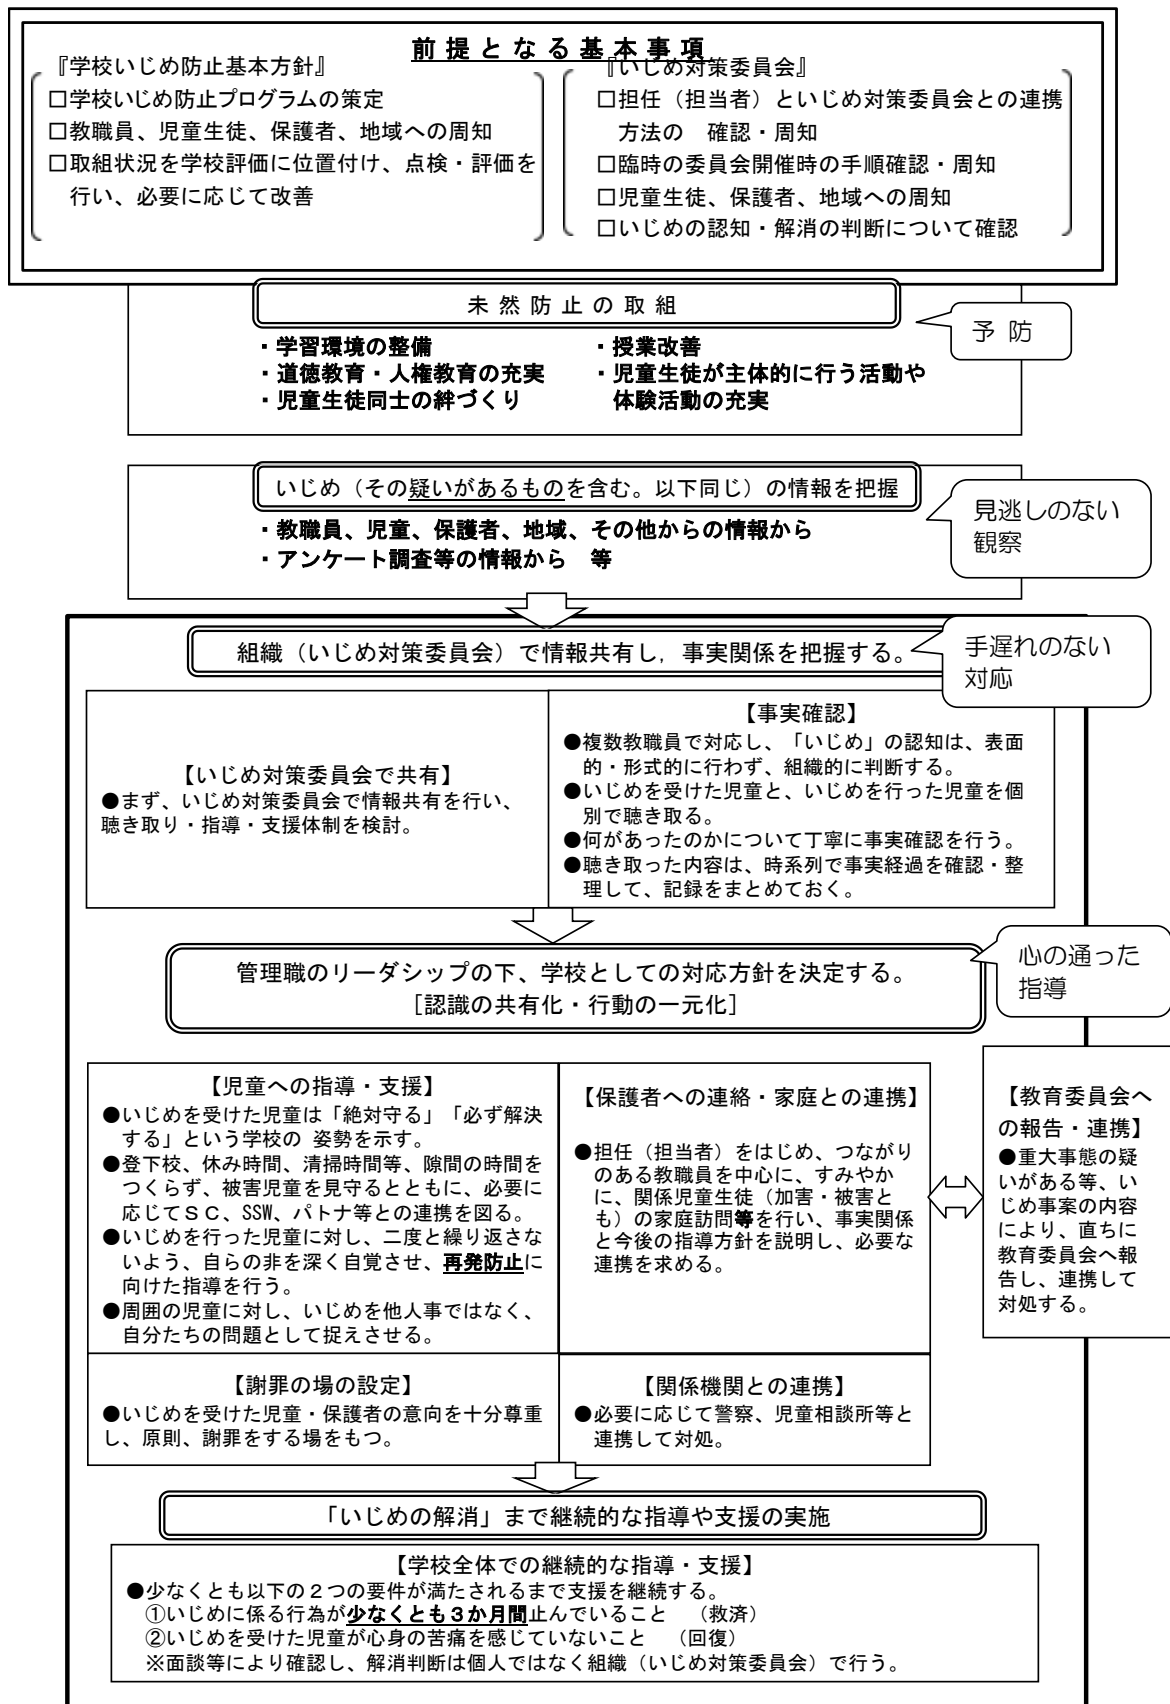 前提となる基本事項
『学校いじめ防止基本方針』
□学校いじめ防止プログラムの策定
□教職員、児童生徒、保護者、地域への周知
□取組状況を学校評価に位置付け、点検・評価を
行い、必要に応じて改善
『いじめ対策委員会』
□担任（担当者）といじめ対策委員会との連携
方法の　確認・周知
□臨時の委員会開催時の手順確認・周知
□児童生徒、保護者、地域への周知
□いじめの認知・解消の判断について確認
未然防止の取組
予防
・学習環境の整備
・道徳教育・人権教育の充実
・児童生徒同士の絆づくり
・授業改善
・児童生徒が主体的に行う活動や
体験活動の充実
いじめ（その疑いがあるものを含む。以下同じ）の情報を把握
見逃しのない
観察
・教職員、児童、保護者、地域、その他からの情報から
・アンケート調査等の情報から　等
組織（いじめ対策委員会）で情報共有し，事実関係を把握する。
手遅れのない
対応
【いじめ対策委員会で共有】
●まず、いじめ対策委員会で情報共有を行い、
聴き取り・指導・支援体制を検討。
【事実確認】
●複数教職員で対応し、「いじめ」の認知は、表面
的・形式的に行わず、組織的に判断する。
●いじめを受けた児童と、いじめを行った児童を個
別で聴き取る。
●何があったのかについて丁寧に事実確認を行う。
●聴き取った内容は、時系列で事実経過を確認・整
理して、記録をまとめておく。
管理職のリーダシップの下、学校としての対応方針を決定する。
［認識の共有化・行動の一元化］
心の通った
指導
【児童への指導・支援】
●いじめを受けた児童は「絶対守る」「必ず解決
する」という学校の 姿勢を示す。
●登下校、休み時間、清掃時間等、隙間の時間を
つくらず、被害児童を見守るとともに、必要に
応じてＳＣ、SSW、パトナ等との連携を図る。
●いじめを行った児童に対し、二度と繰り返さな
いよう、自らの非を深く自覚させ、再発防止に
向けた指導を行う。
●周囲の児童に対し、いじめを他人事ではなく、
自分たちの問題として捉えさせる。
【保護者への連絡・家庭との連携】
●担任（担当者）をはじめ、つながり
のある教職員を中心に、すみやか
に、関係児童生徒（加害・被害と
も）の家庭訪問等を行い、事実関係
と今後の指導方針を説明し、必要な
連携を求める。
【教育委員会へ
の報告・連携】
●重大事態の疑
いがある等、い
じめ事案の内容
により、直ちに
教育委員会へ報
告し、連携して
対処する。
【謝罪の場の設定】
●いじめを受けた児童・保護者の意向を十分尊重
し、原則、謝罪をする場をもつ。
【関係機関との連携】
●必要に応じて警察、児童相談所等と
連携して対処。
「いじめの解消」まで継続的な指導や支援の実施
【学校全体での継続的な指導・支援】
●少なくとも以下の２つの要件が満たされるまで支援を継続する。
①いじめに係る行為が少なくとも３か月間止んでいること　（救済）
②いじめを受けた児童が心身の苦痛を感じていないこと　（回復）
※面談等により確認し、解消判断は個人ではなく組織（いじめ対策委員会）で行う。